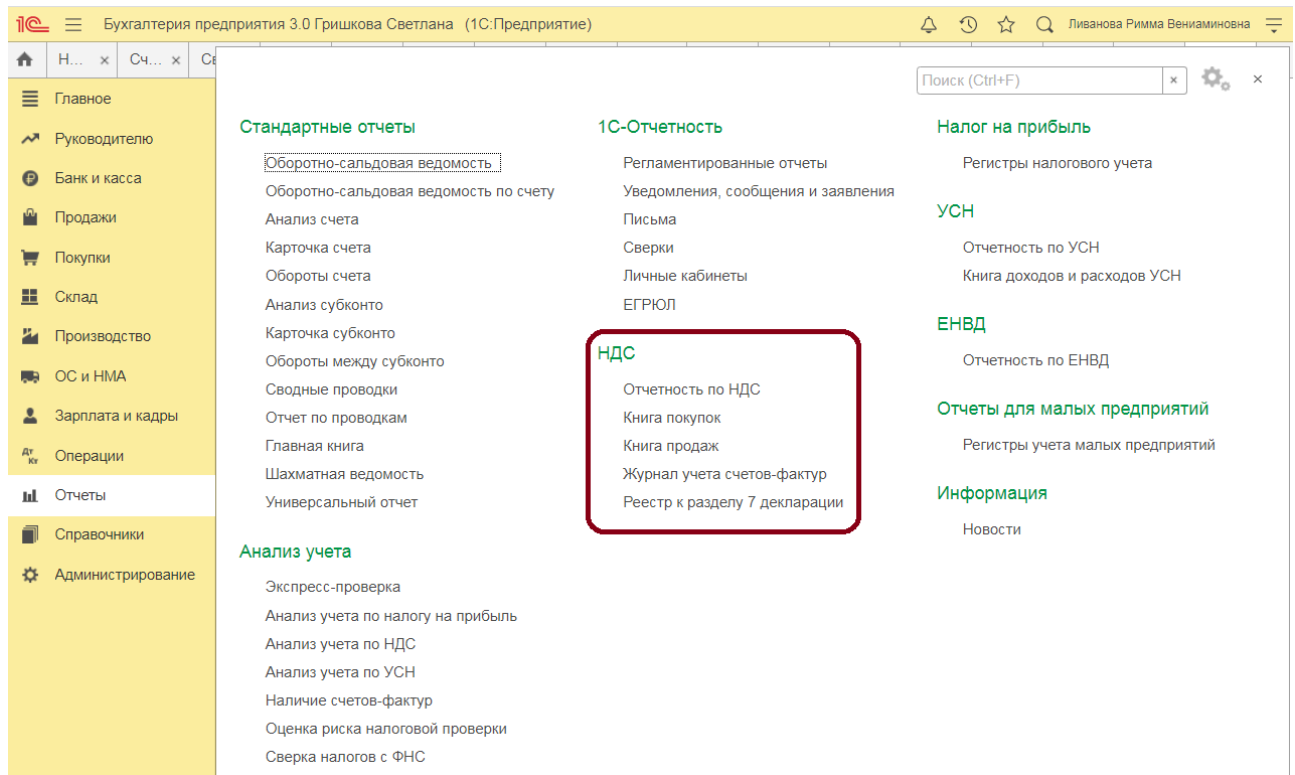 1С Бухгалтерия предприятия 3.0 Гришкова Светлана (1С:Предприятие) Ливанова Римма Вениаминовна
Н... × Сч... × Св
Поиск (Ctrl+F) × ×
Главное
Руководителю
Банк и касса
Продажи
Покупки
Склад
Производство
ОС и НМА
Зарплата и кадры
Дт Кт Операции
Отчеты
Справочники
Администрирование
Стандартные отчеты
Оборотно-сальдовая ведомость
Оборотно-сальдовая ведомость по счету
Анализ счета
Карточка счета
Обороты счета
Анализ субконто
Карточка субконто
Обороты между субконто
Сводные проводки
Отчет по проводкам
Главная книга
Шахматная ведомость
Универсальный отчет
Анализ учета
Экспресс-проверка
Анализ учета по налогу на прибыль
Анализ учета по НДС
Анализ учета по УСН
Наличие счетов-фактур
Оценка риска налоговой проверки
Сверка налогов с ФНС
1С-Отчетность
Регламентированные отчеты
Уведомления, сообщения и заявления
Письма
Сверки
Личные кабинеты
ЕГРЮЛ
НДС
Отчетность по НДС
Книга покупок
Книга продаж
Журнал учета счетов-фактур
Реестр к разделу 7 декларации
Налог на прибыль
Регистры налогового учета
УСН
Отчетность по УСН
Книга доходов и расходов УСН
ЕНВД
Отчетность по ЕНВД
Отчеты для малых предприятий
Регистры учета малых предприятий
Информация
Новости